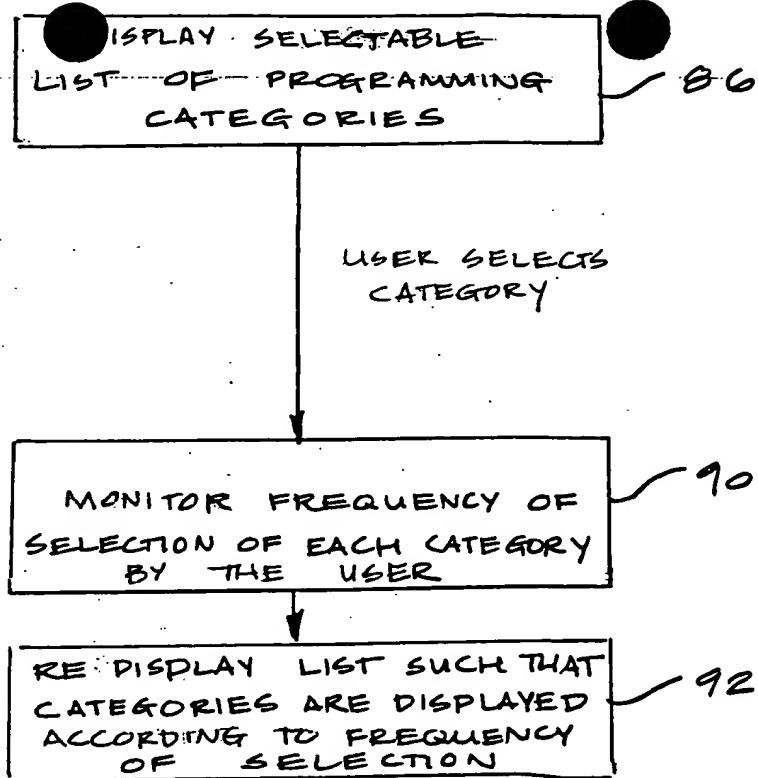 ISPLAY SELECTABLE
LIST OF PROGRAMMING
CATEGORIES
86
USER SELECTS
CATEGORY
MONITOR FREQUENCY OF
SELECTION OF EACH CATEGORY
BY THE USER
90
RE-DISPLAY LIST SUCH THAT
CATEGORIES ARE DISPLAYED
ACCORDING TO FREQUENCY
OF SELECTION
92